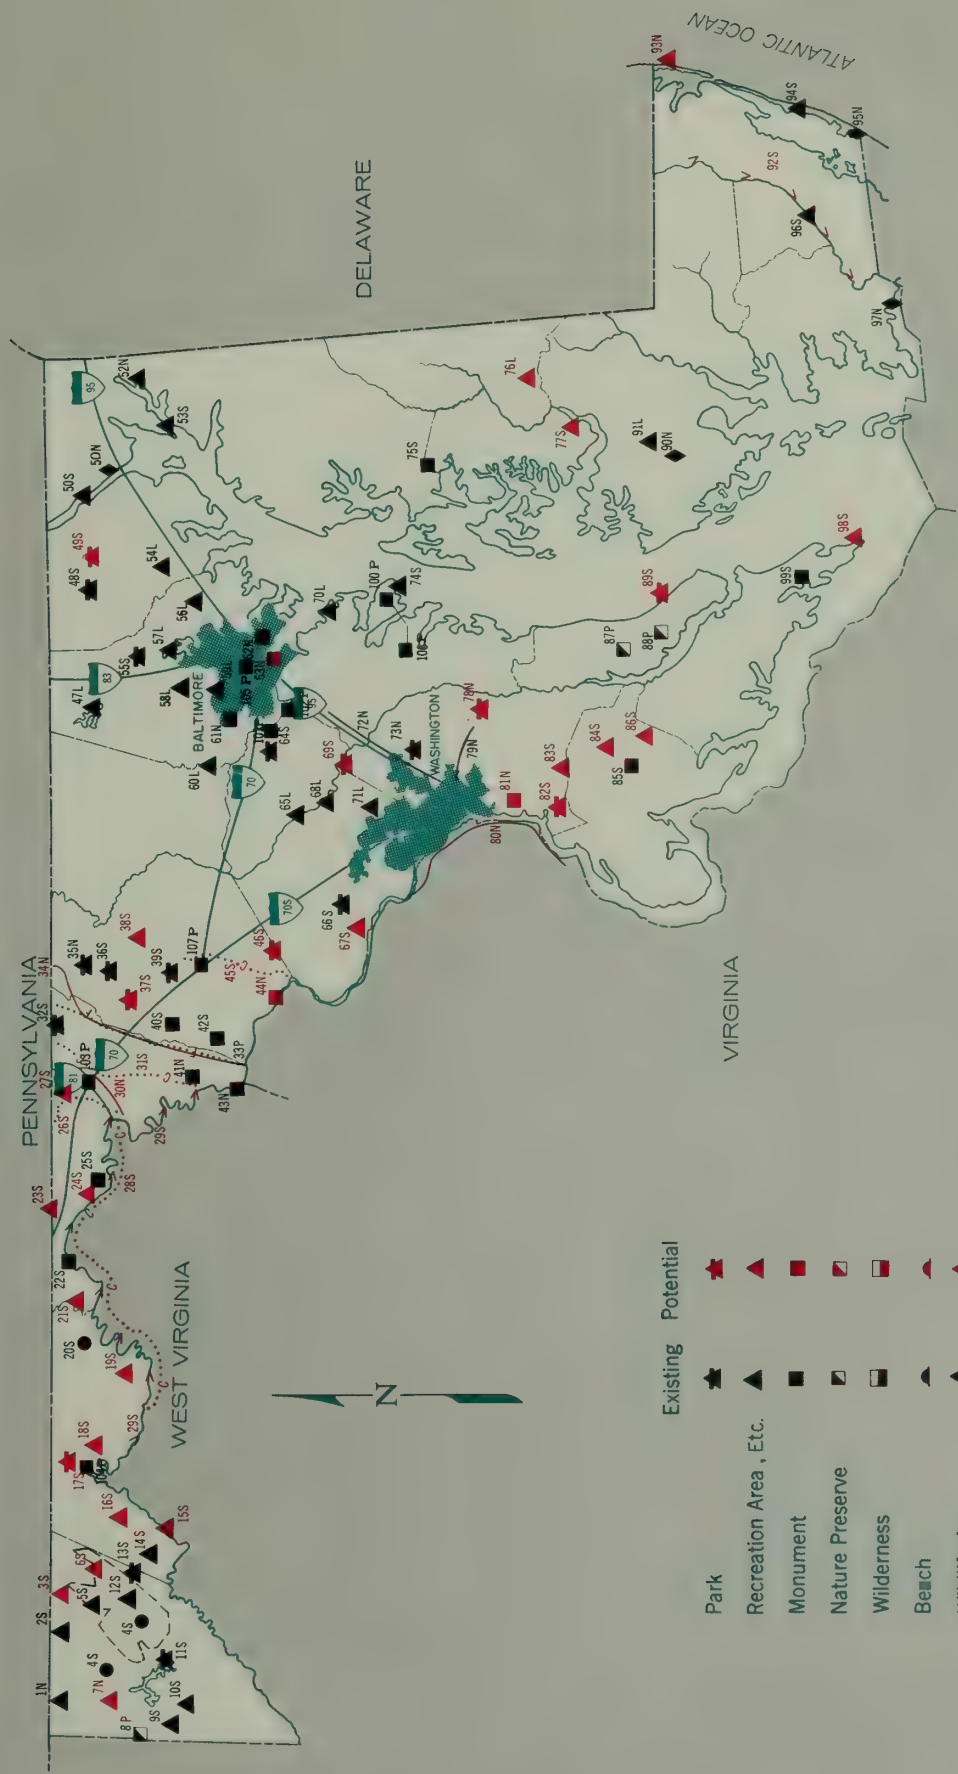 PENNSYLVANIA
ATLANTIC OCEAN
DELAWARE
WEST VIRGINIA
VIRGINIA
BALTIMORE
WASHINGTON
N
1N
2S
3S
4S
4S
5S
6S
7N
8P
9S
10S
11S
12S
13S
14S
15S
16S
17S
18S
19S
20S
21S
22S
23S
24S
25S
26S
27S
28S
29S
29S
30N
31S
32S
33P
34N
35N
36S
37S
38S
39S
40S
41N
42S
43N
44N
45S
46S
47L
48S
49S
50S
50N
52N
53S
54L
55S
56L
57L
58L
60L
61N
63N
64S
65L
66S
67S
68L
69S
70L
71L
72N
73N
74S
75S
76L
77S
78N
79N
80N
81N
82S
83S
84S
85S
86S
87P
88P
89S
90N
91L
92S
93N
94S
95N
96S
97N
98S
99S
100P
103P
107P
81
70
70S
70
83
95
95
C
C
C
C
C
C
Existing Potential
Park
Recreation Area, Etc.
Monument
Nature Preserve
Wilderness
Beach